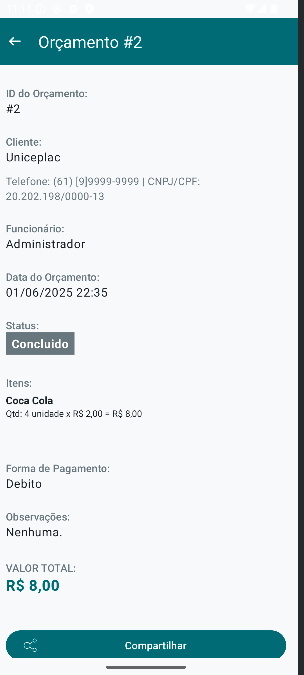 Orçamento #2
ID do Orçamento:
#2
Cliente:
Uniceplac
Telefone: (61) [9]9999-9999 | CNPJ/CPF:
20.202.198/0000-13
Funcionário:
Administrador
Data do Orçamento:
01/06/2025 22:35
Status:
Concluido
Itens:
Coca Cola
Qtd: 4 unidade x R$ 2,00 = R$ 8,00
Forma de Pagamento:
Debito
Observações:
Nenhuma.
VALOR TOTAL:
R$ 8,00
Compartilhar